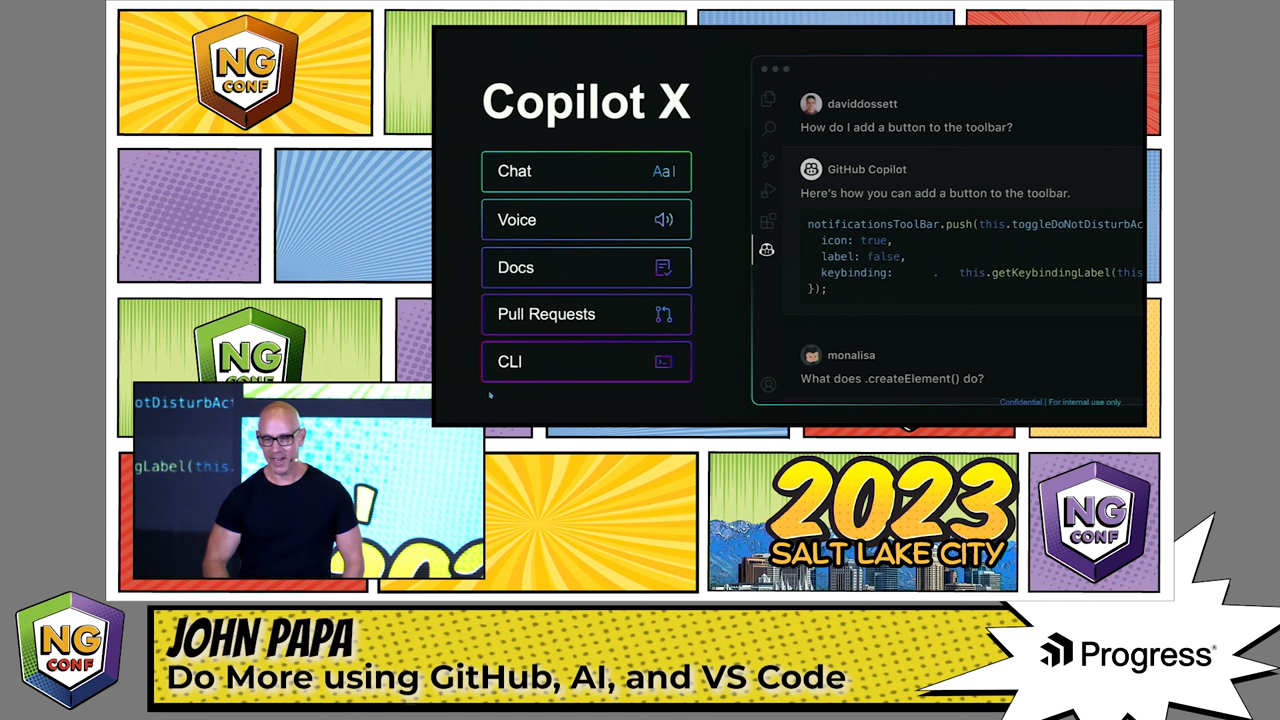 NG
CONF
Copilot X
Chat
Aa
Voice
Docs
Pull Requests
CLI
daviddossett
How do I add a button to the toolbar?
GitHub Copilot
Here's how you can add a button to the toolbar.
notificationsToolBar.push(this.toggleDoNotDisturbAc
icon: true,
label: false,
keybinding: . this.getKeybindingLabel(this
});
monalisa
What does .createElement() do?
Confidential | For internal use only
NG
CONF
otDisturbAct
gLabel(this.
2023
SALT LAKE CITY
NG
CONF
NG
CONF
JOHN PAPA
Do More using GitHub, AI, and VS Code
Progress®